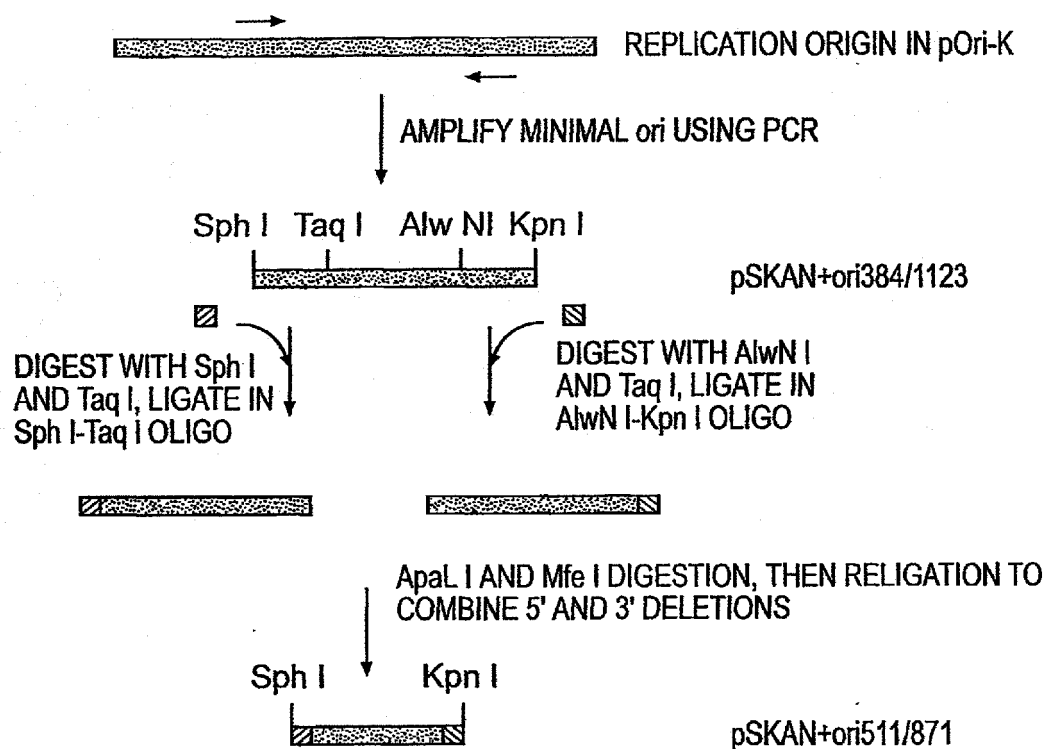 REPLICATION ORIGIN IN pOri-K
AMPLIFY MINIMAL ori USING PCR
Sph I Taq I Alw NI Kpn I
pSKAN+ori384/1123
DIGEST WITH Sph I
AND Taq I, LIGATE IN
Sph I-Taq I OLIGO
DIGEST WITH AlwN I
AND Taq I, LIGATE IN
AlwN I-Kpn I OLIGO
ApaL I AND Mfe I DIGESTION, THEN RELIGATION TO
COMBINE 5' AND 3' DELETIONS
Sph I Kpn I
pSKAN+ori511/871